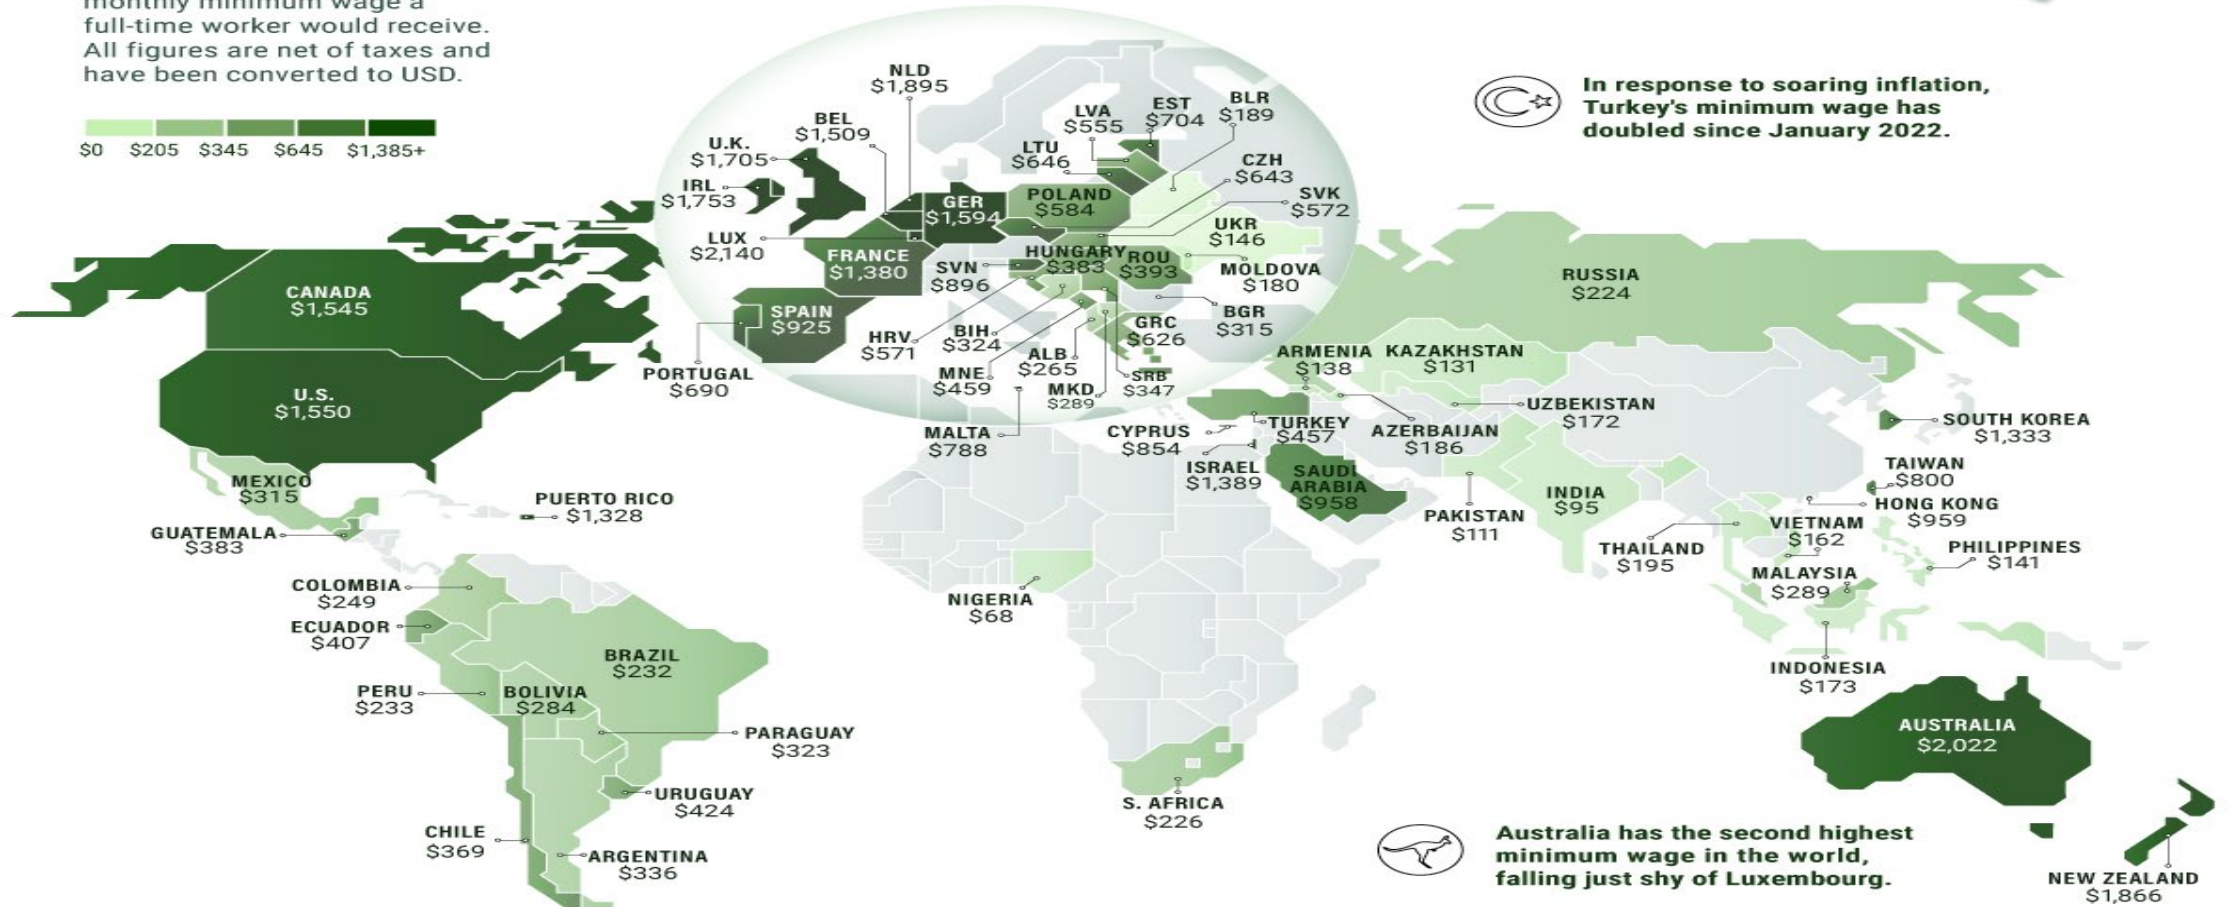 monthly minimum wage a
full-time worker would receive.
All figures are net of taxes and
have been converted to USD.
$0 $205 $345 $645 $1,385+
In response to soaring inflation,
Turkey's minimum wage has
doubled since January 2022.
NLD
$1,895
BEL
$1,509
U.K.
$1,705
IRL
$1,753
LUX
$2,140
LVA
$555
EST
$704
BLR
$189
LTU
$646
CZH
$643
SVK
$572
GER
$1,594
POLAND
$584
UKR
$146
FRANCE
$1,380
SVN
$896
HUNGARY
$383
ROU
$393
MOLDOVA
$180
SPAIN
$925
HRV
$571
BIH
$324
ALB
$265
MNE
$459
MKD
$289
GRC
$626
SRB
$347
BGR
$315
PORTUGAL
$690
CANADA
$1,545
U.S.
$1,550
MEXICO
$315
GUATEMALA
$383
PUERTO RICO
$1,328
COLOMBIA
$249
ECUADOR
$407
BRAZIL
$232
PERU
$233
BOLIVIA
$284
PARAGUAY
$323
URUGUAY
$424
CHILE
$369
ARGENTINA
$336
MALTA
$788
CYPRUS
$854
ISRAEL
$1,389
TURKEY
$457
SAUDI
ARABIA
$958
ARMENIA
$138
KAZAKHSTAN
$131
RUSSIA
$224
UZBEKISTAN
$172
AZERBAIJAN
$186
PAKISTAN
$111
INDIA
$95
SOUTH KOREA
$1,333
TAIWAN
$800
HONG KONG
$959
VIETNAM
$162
THAILAND
$195
PHILIPPINES
$141
MALAYSIA
$289
INDONESIA
$173
NIGERIA
$68
S. AFRICA
$226
AUSTRALIA
$2,022
NEW ZEALAND
$1,866
Australia has the second highest
minimum wage in the world,
falling just shy of Luxembourg.